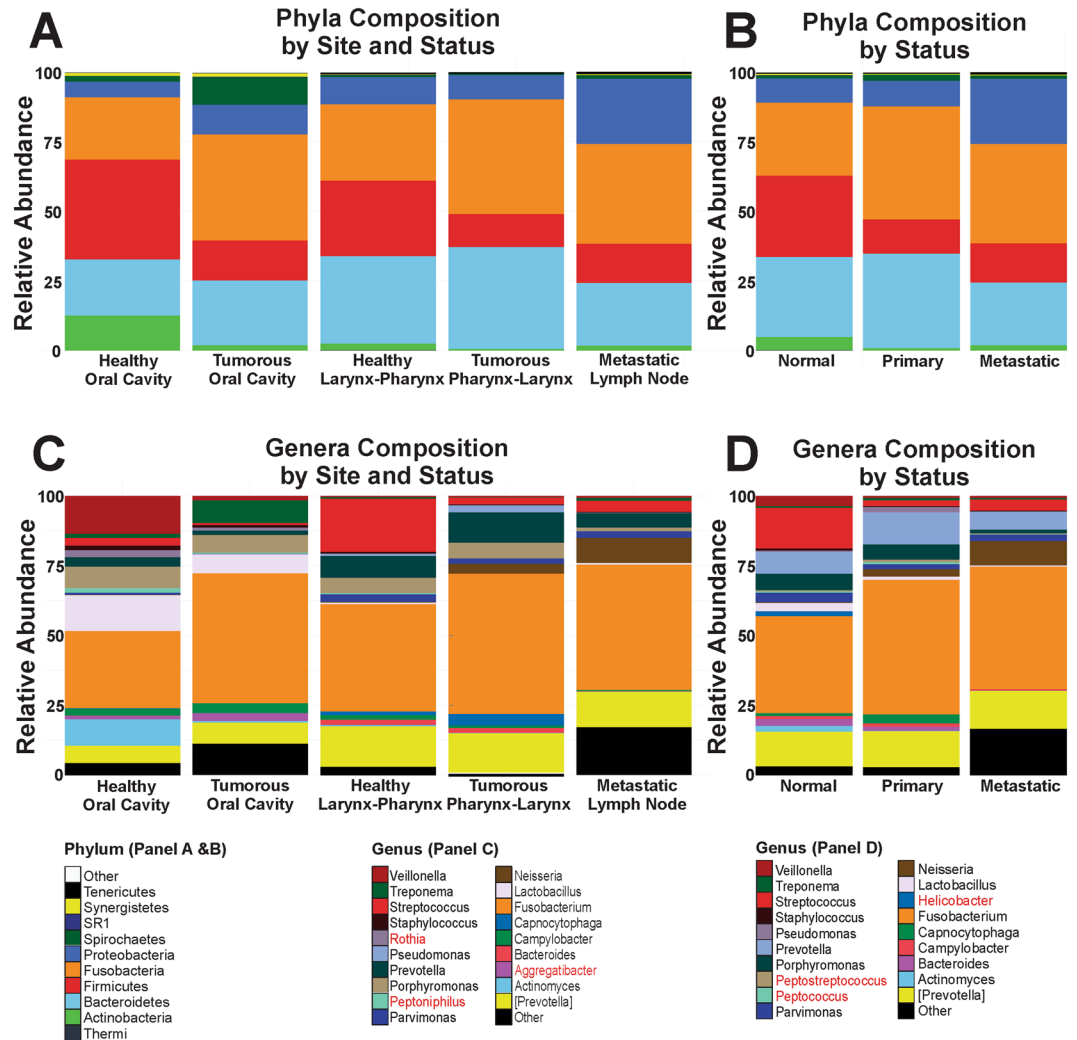 A
Phyla Composition
by Site and Status
Relative Abundance
100
75
50
25
0
Healthy
Oral Cavity
Tumorous
Oral Cavity
Healthy
Larynx-Pharynx
Tumorous
Pharynx-Larynx
Metastatic
Lymph Node
B
Phyla Composition
by Status
Relative Abundance
100
75
50
25
0
Normal
Primary
Metastatic
C
Genera Composition
by Site and Status
Relative Abundance
100
75
50
25
0
Healthy
Oral Cavity
Tumorous
Oral Cavity
Healthy
Larynx-Pharynx
Tumorous
Pharynx-Larynx
Metastatic
Lymph Node
D
Genera Composition
by Status
Relative Abundance
100
75
50
25
0
Normal
Primary
Metastatic
Phylum (Panel A &B)
Other
Tenericutes
Synergistetes
SR1
Spirochaetes
Proteobacteria
Fusobacteria
Firmicutes
Bacteroidetes
Actinobacteria
Thermi
Genus (Panel C)
Veillonella
Treponema
Streptococcus
Staphylococcus
Rothia
Pseudomonas
Prevotella
Porphyromonas
Peptoniphilus
Parvimonas
Neisseria
Lactobacillus
Fusobacterium
Capnocytophaga
Campylobacter
Bacteroides
Aggregatibacter
Actinomyces
[Prevotella]
Other
Genus (Panel D)
Veillonella
Treponema
Streptococcus
Staphylococcus
Pseudomonas
Prevotella
Porphyromonas
Peptostreptococcus
Peptococcus
Parvimonas
Neisseria
Lactobacillus
Helicobacter
Fusobacterium
Capnocytophaga
Campylobacter
Bacteroides
Actinomyces
[Prevotella]
Other